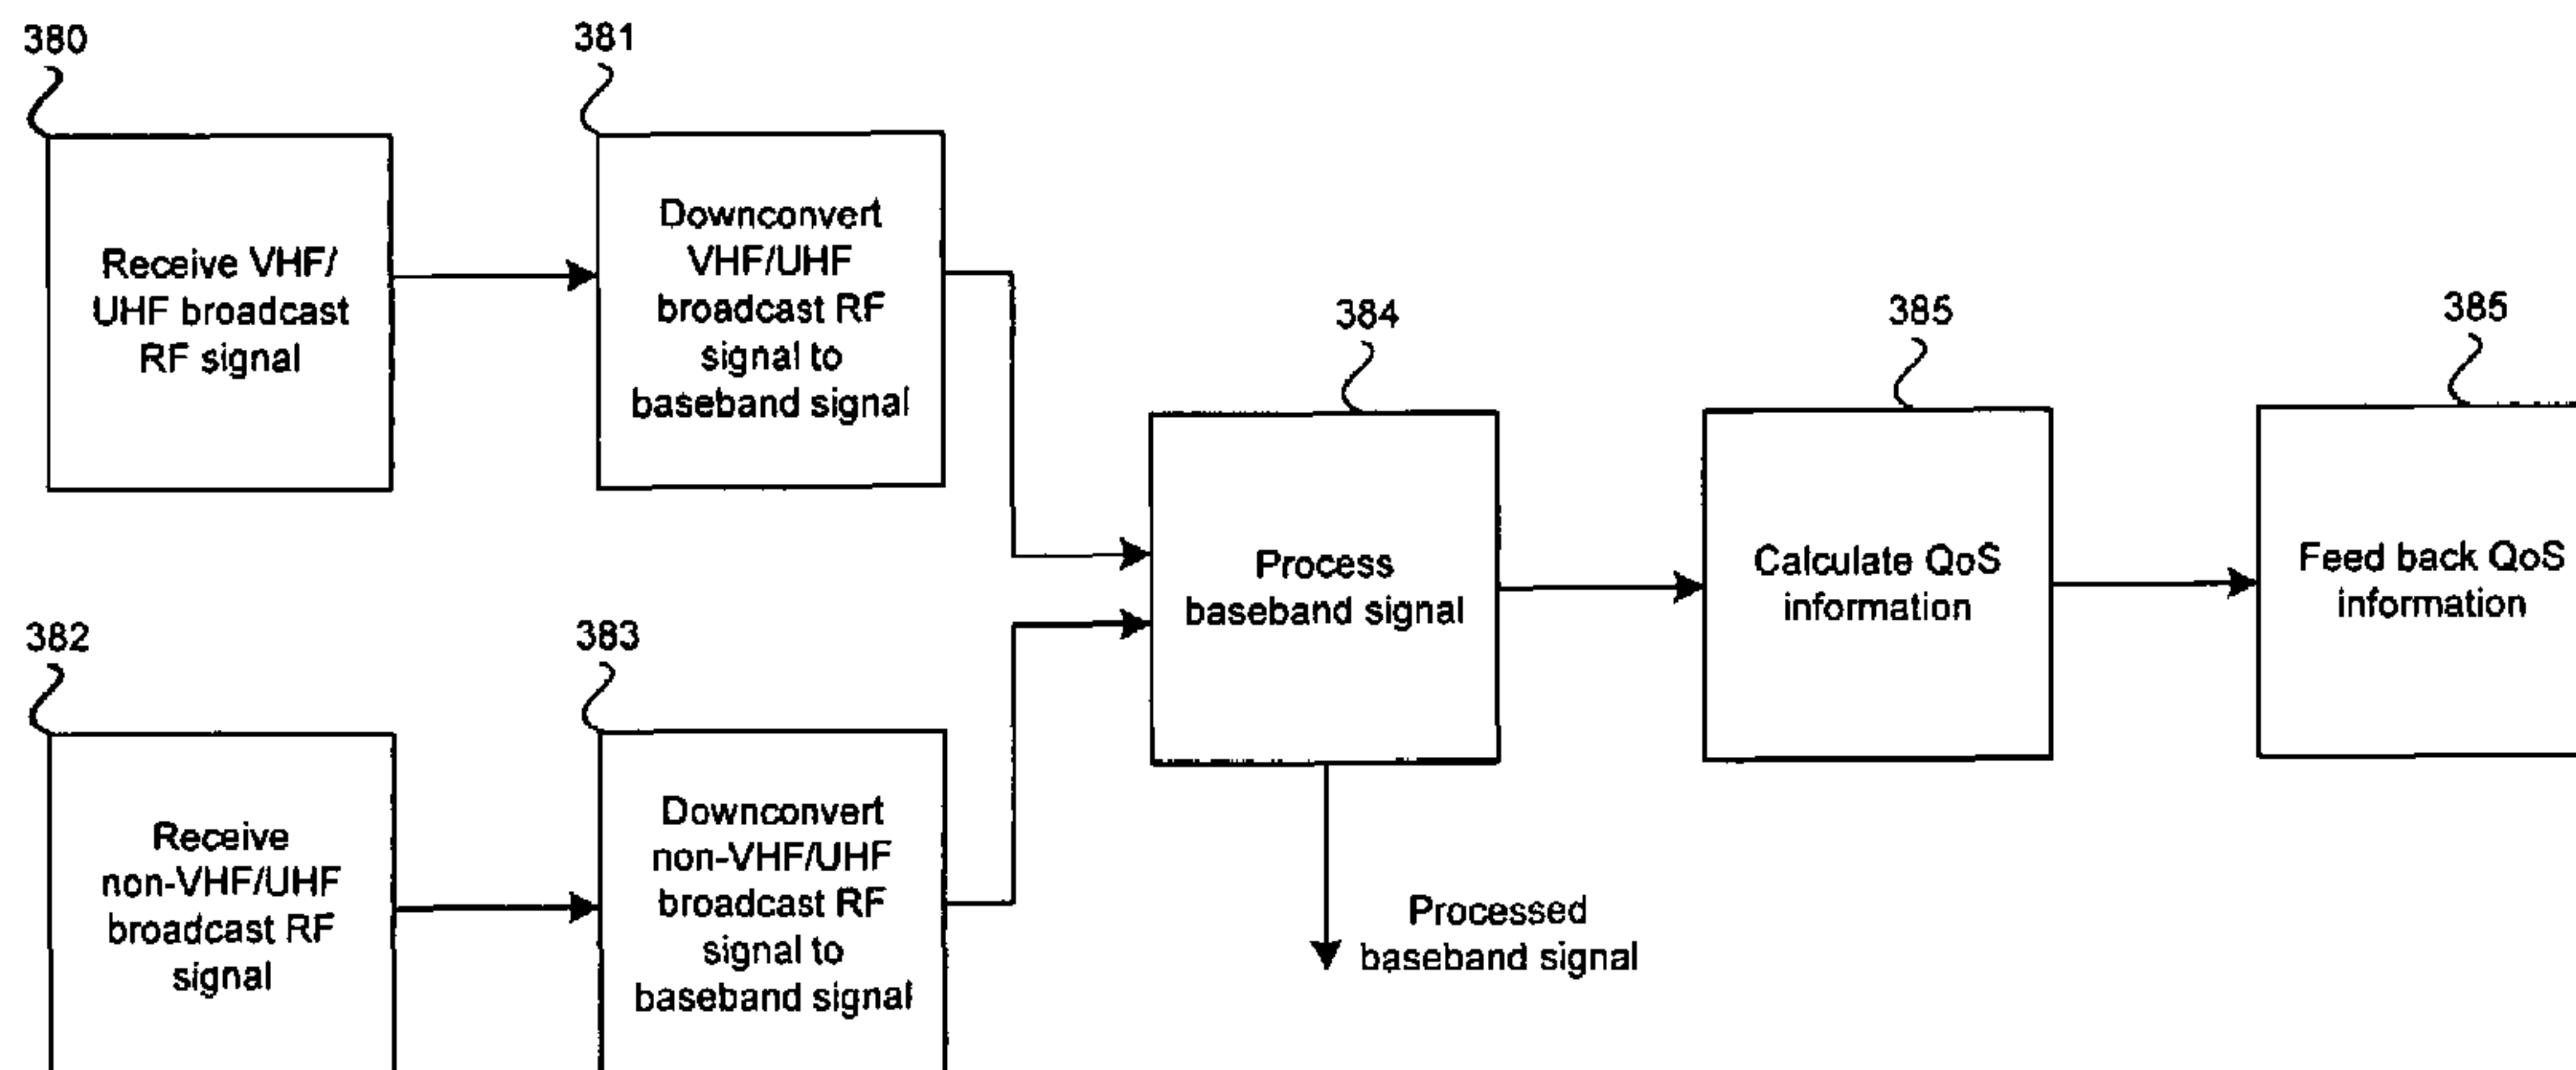 380
Receive VHF/
UHF broadcast
RF signal
381
Downconvert
VHF/UHF
broadcast RF
signal to
baseband signal
382
Receive
non-VHF/UHF
broadcast RF
signal
383
Downconvert
non-VHF/UHF
broadcast RF
signal to
baseband signal
384
Process
baseband signal
Processed
baseband signal
385
Calculate QoS
information
385
Feed back QoS
information